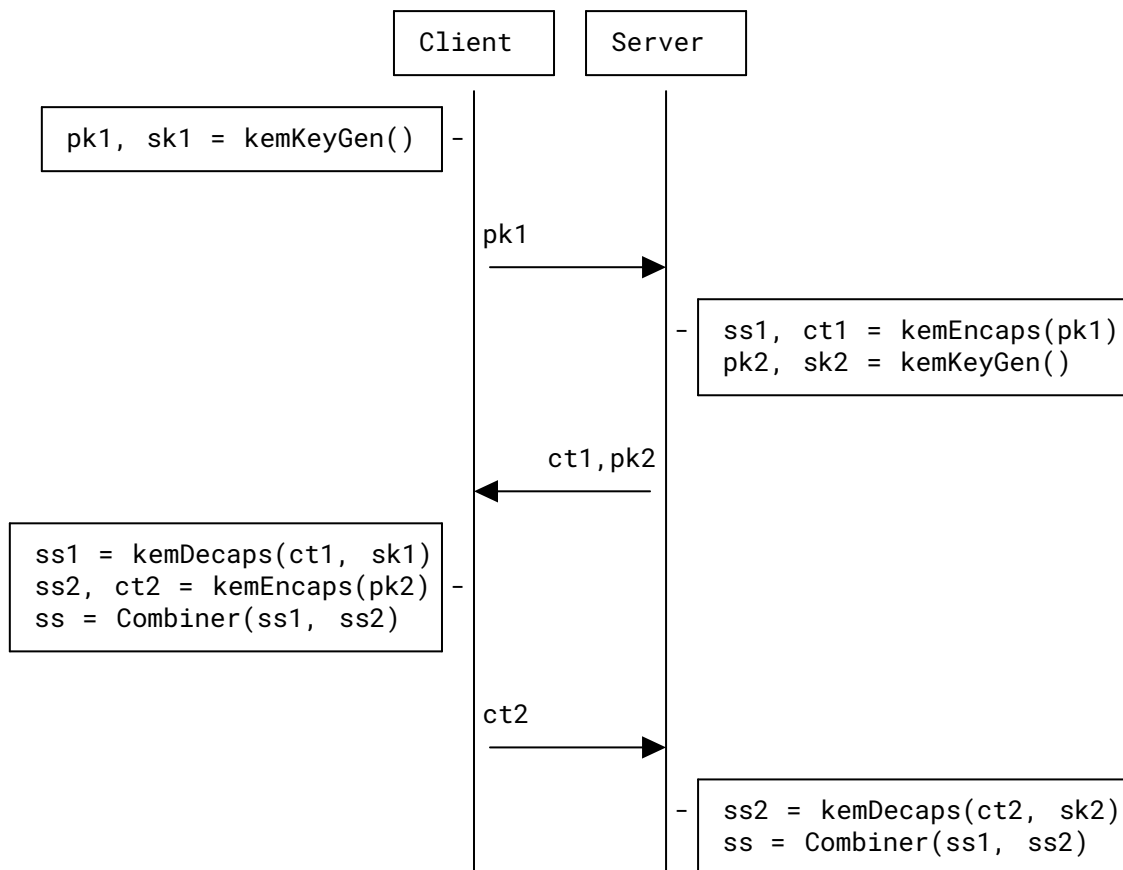 Client
Server
pk1, sk1 = kemKeyGen()
pk1
ss1, ct1 = kemEncaps(pk1)
pk2, sk2 = kemKeyGen()
ct1,pk2
ss1 = kemDecaps(ct1, sk1)
ss2, ct2 = kemEncaps(pk2)
ss = Combiner(ss1, ss2)
ct2
ss2 = kemDecaps(ct2, sk2)
ss = Combiner(ss1, ss2)